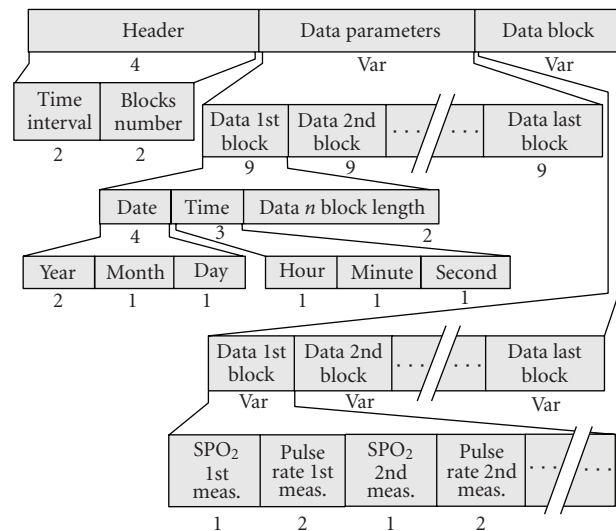 Header Data parameters Data block
4 Var Var
Time interval Blocks number
2 2
Data 1st block Data 2nd block · · · · · · Data last block
9 9 9
Date Time Data n block length
4 3 2
Year Month Day Hour Minute Second
2 1 1 1 1 1
Data 1st block Data 2nd block · · · · · · Data last block
Var Var Var
SPO₂ 1st meas. Pulse rate 1st meas. SPO₂ 2nd meas. Pulse rate 2nd meas. · · · · · ·
1 2 1 2